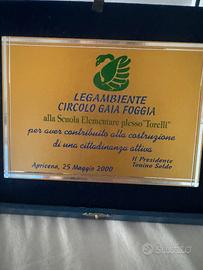 LEGAMBIENTE
CIRCOLO GAIA FOGGIA
alla Scuola Elementare plesso "Torelli"
per aver contribuito alla costruzione
di una cittadinanza attiva
Il Presidente
Apricena, 25 Maggio 2000
Tonino Soldo
Subito